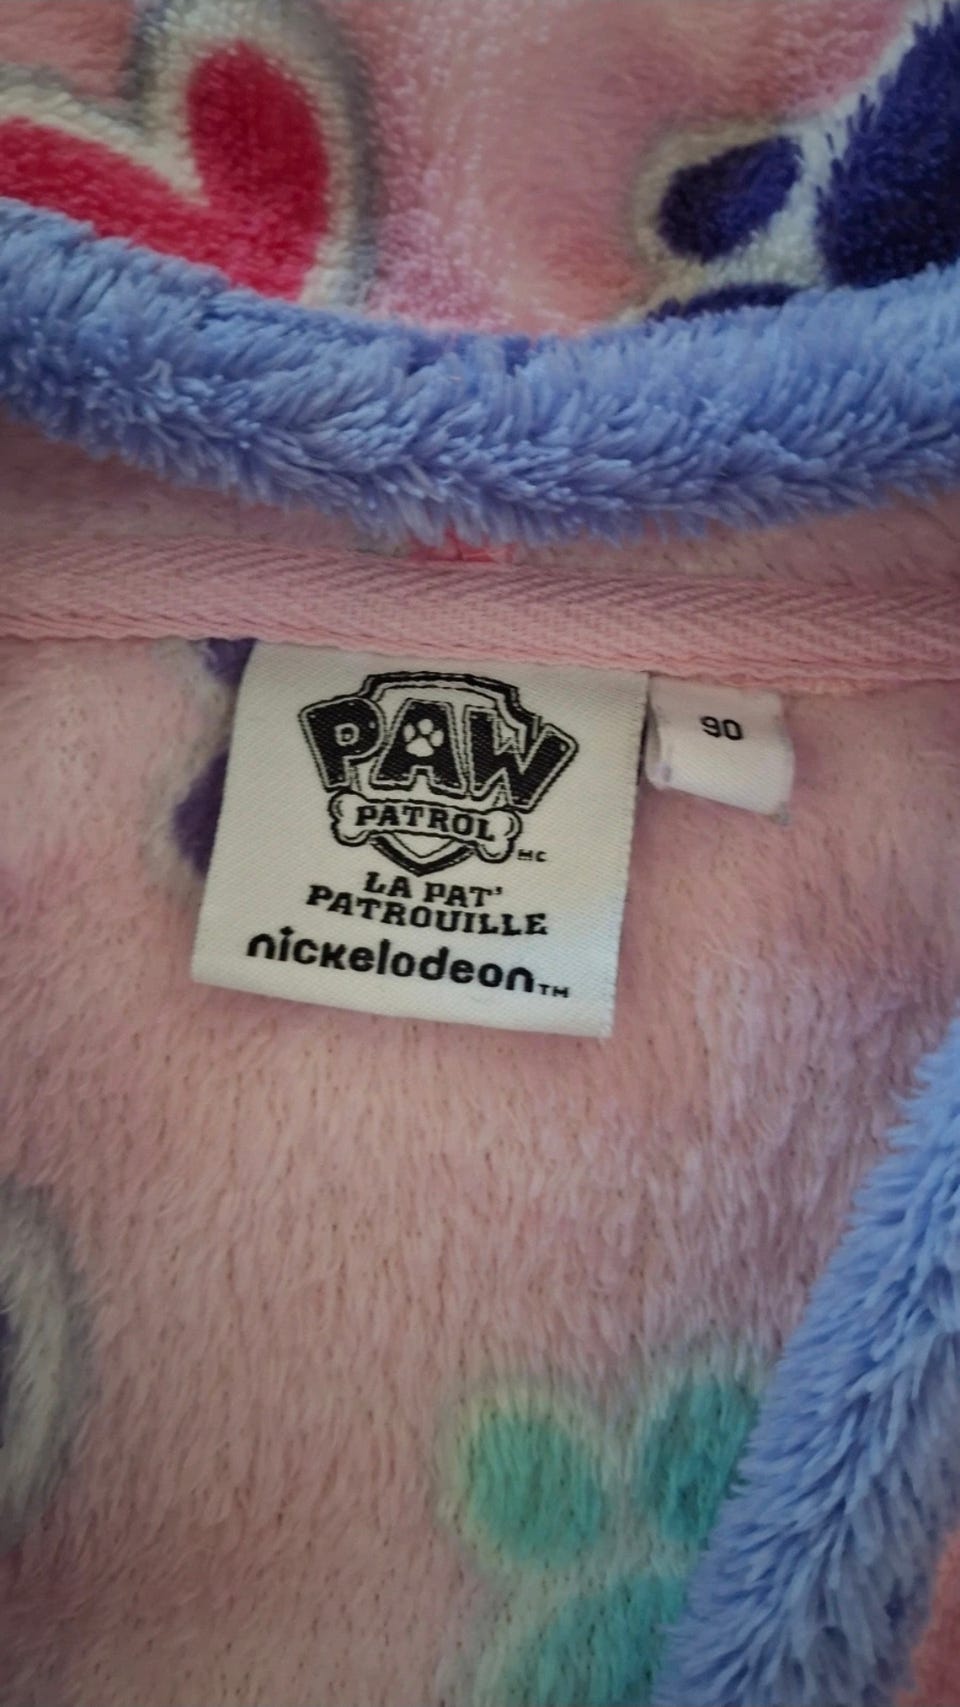 PAW
PATROL
MC
LA PAT'
PATROUILLE
nickelodeon™
90